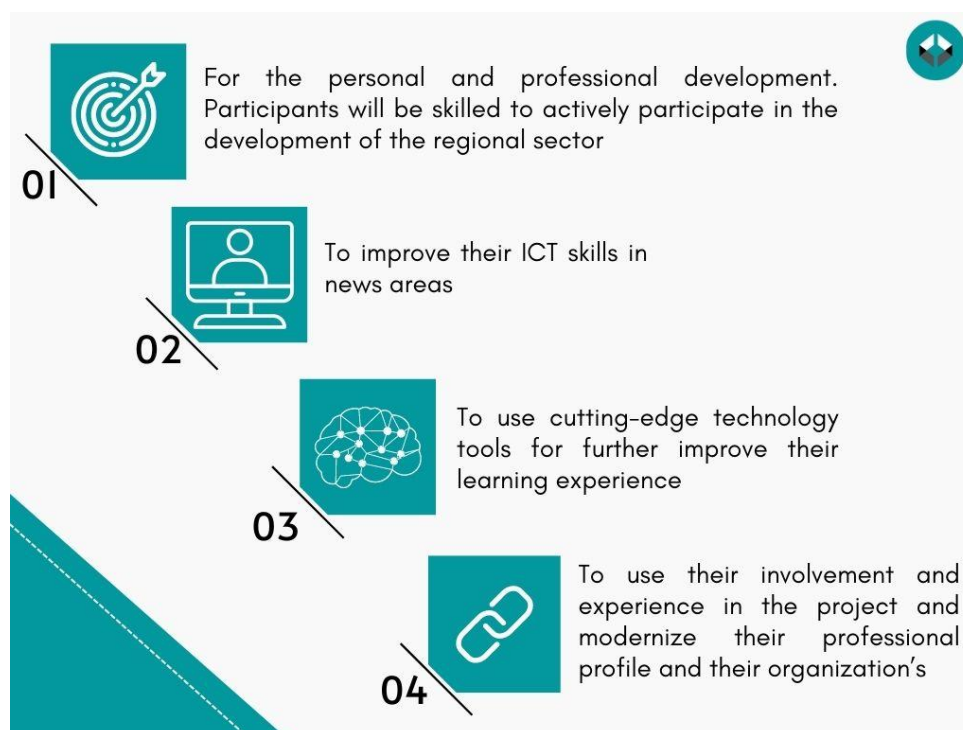 For the personal and professional development.
Participants will be skilled to actively participate in the
development of the regional sector
01
To improve their ICT skills in
news areas
02
To use cutting-edge technology
tools for further improve their
learning experience
03
To use their involvement and
experience in the project and
modernize their professional
profile and their organization's
04